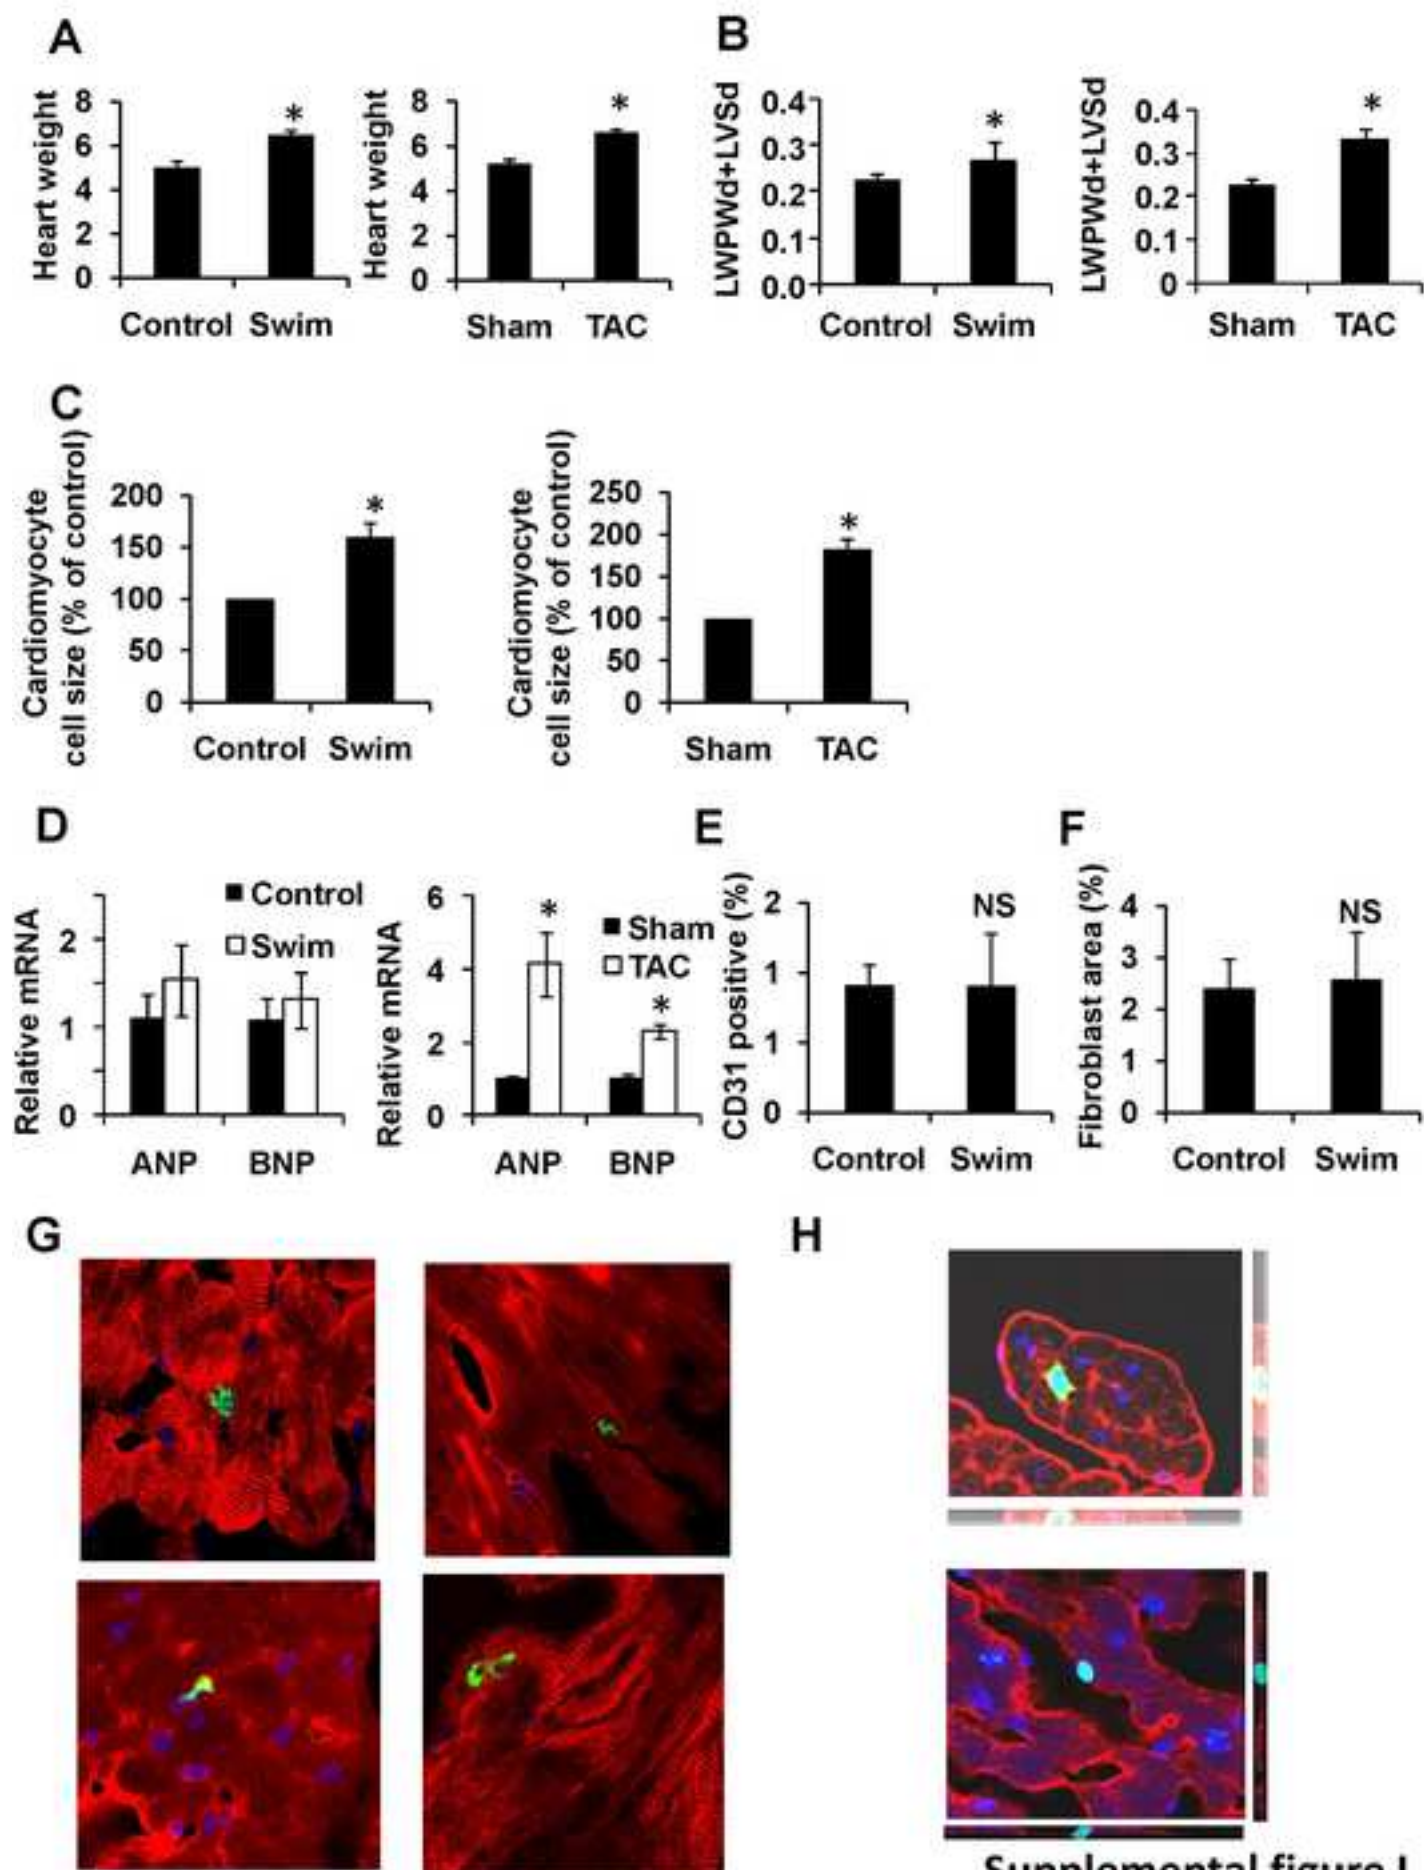 A
B
Heart weight
8
6
4
2
0
*
Control Swim
Heart weight
8
6
4
2
0
*
Sham TAC
LWPWd+LVSd
0.4
0.3
0.2
0.1
0.0
*
Control Swim
LWPWd+LVSd
0.4
0.3
0.2
0.1
0
*
Sham TAC
C
Cardiomyocyte
cell size (% of control)
200
150
100
50
0
*
Control Swim
Cardiomyocyte
cell size (% of control)
250
200
150
100
50
0
*
Sham TAC
D
E
F
Relative mRNA
2
1
0
Control
Swim
ANP BNP
Relative mRNA
6
4
2
0
*
*
Sham
TAC
ANP BNP
CD31 positive (%)
2
1
1
0
NS
Control Swim
Fibroblast area (%)
4
3
2
1
0
NS
Control Swim
G
H
Supplemental figure I